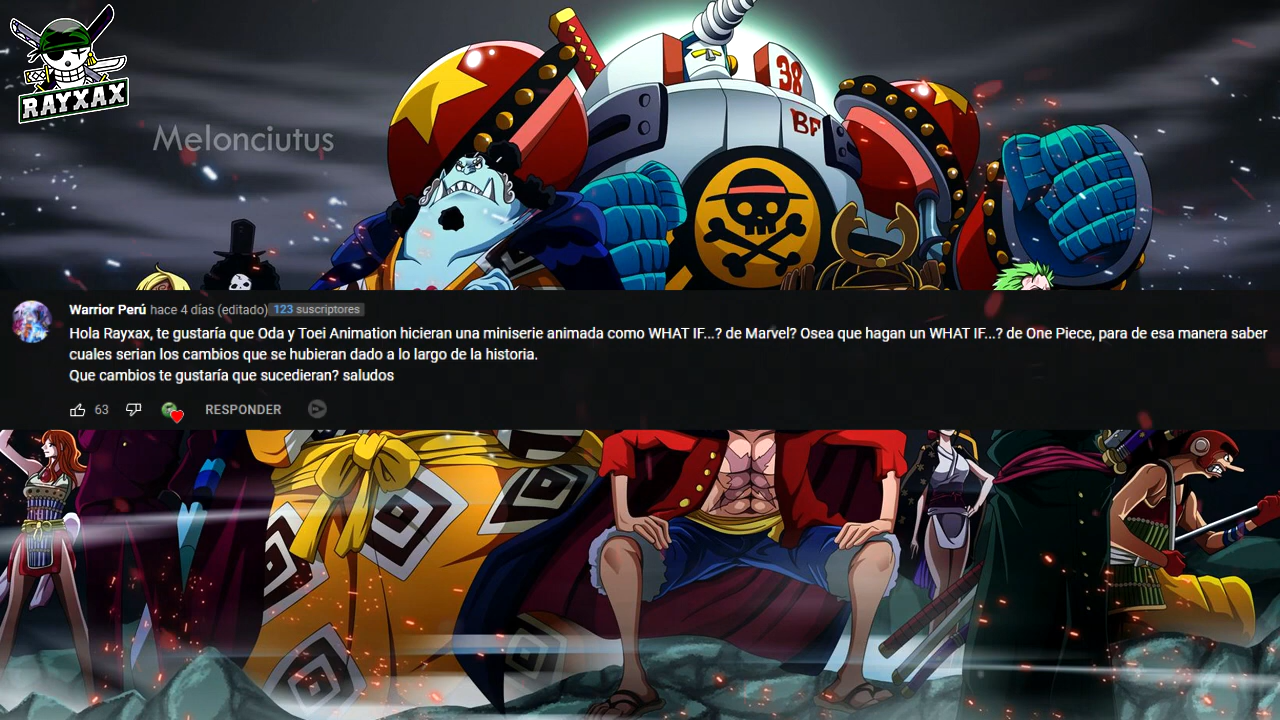 RAYXAX
Melonciutus
38
BF
Warrior Perú hace 4 días (editado) 123 suscriptores
Hola Rayxax, te gustaría que Oda y Toei Animation hicieran una miniserie animada como WHAT IF...? de Marvel? Osea que hagan un WHAT IF...? de One Piece, para de esa manera saber
cuales serian los cambios que se hubieran dado a lo largo de la historia.
Que cambios te gustaría que sucedieran? saludos
63 RESPONDER